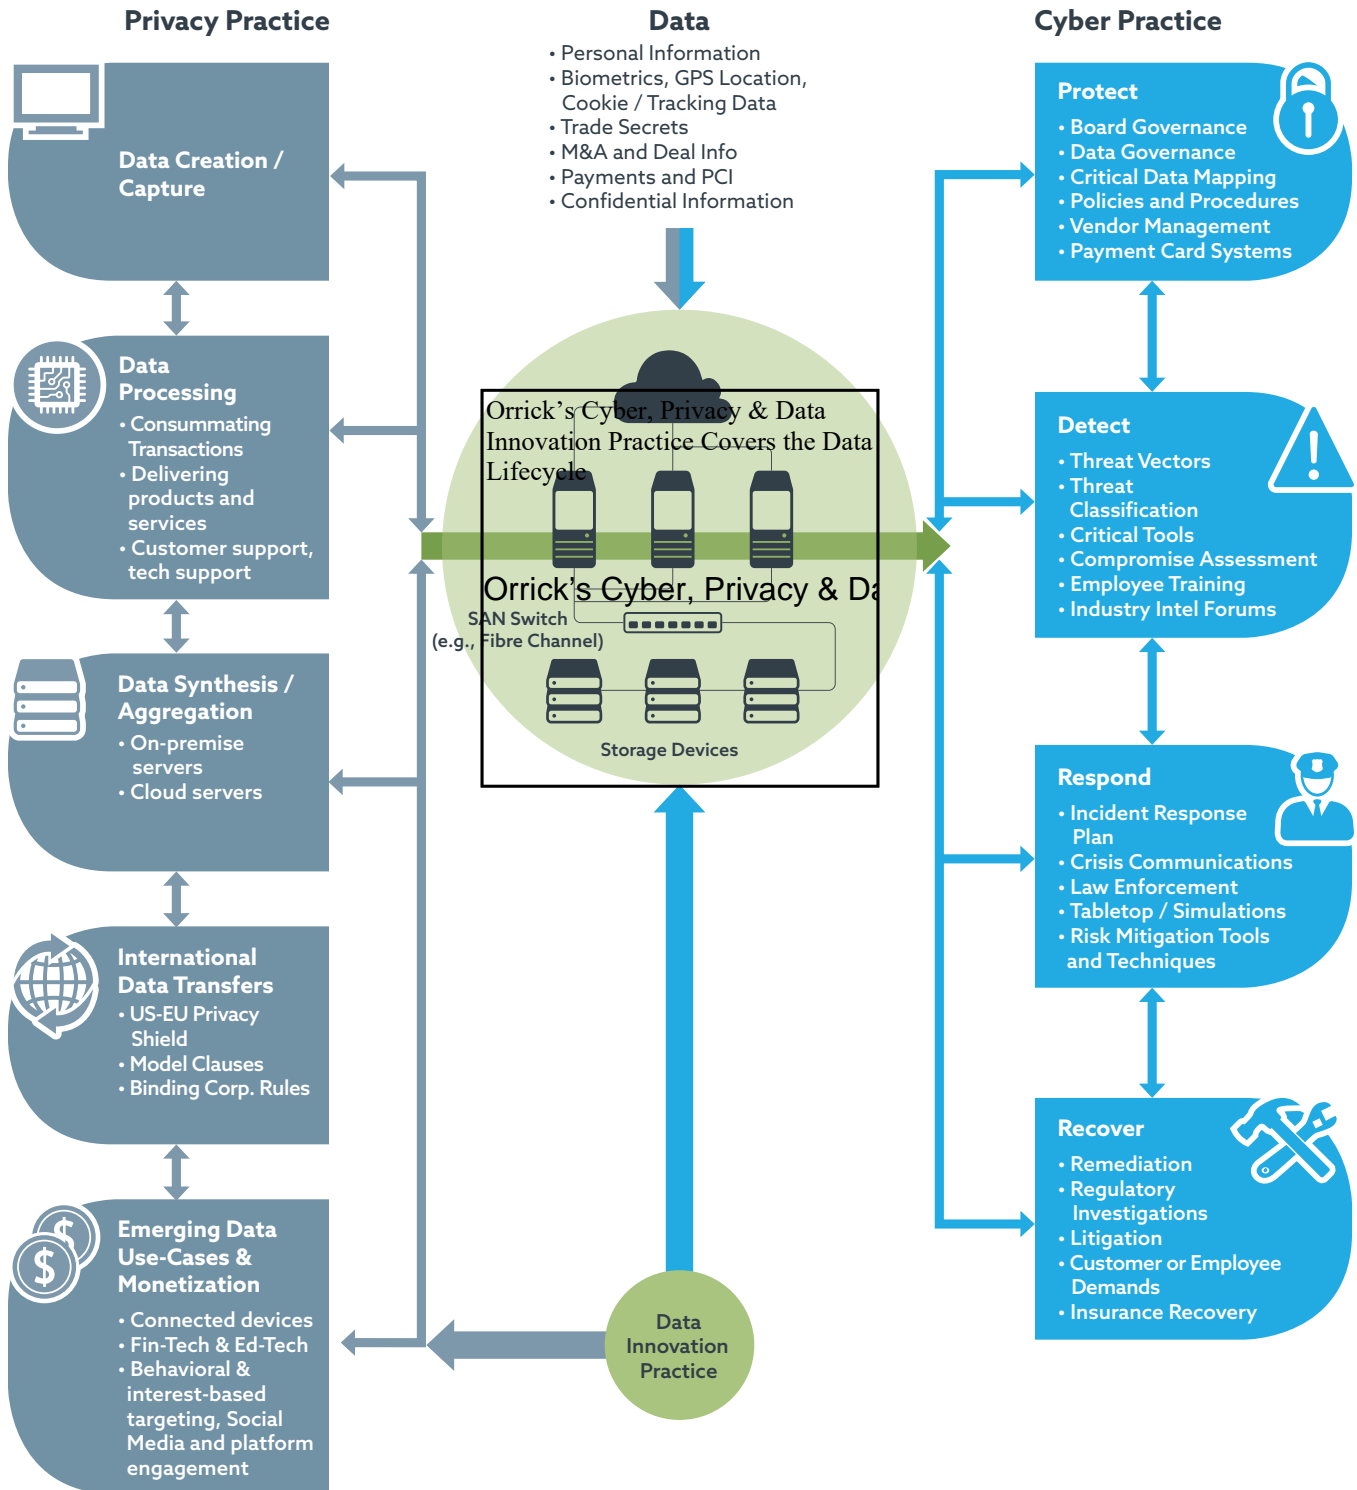 Privacy Practice
Data Creation /
Capture
Data
Processing
• Consummating
Transactions
• Delivering
products and
services
• Customer support,
tech support
Data Synthesis /
Aggregation
• On-premise
servers
• Cloud servers
International
Data Transfers
• US-EU Privacy
Shield
• Model Clauses
• Binding Corp. Rules
Emerging Data
Use-Cases &
Monetization
• Connected devices
• Fin-Tech & Ed-Tech
• Behavioral &
interest-based
targeting, Social
Media and platform
engagement
Data
• Personal Information
• Biometrics, GPS Location,
Cookie / Tracking Data
• Trade Secrets
• M&A and Deal Info
• Payments and PCI
• Confidential Information
Orrick’s Cyber, Privacy & Data
Innovation Practice Covers the Data
Lifecycle
Orrick's Cyber, Privacy & Da
SAN Switch
(e.g., Fibre Channel)
Storage Devices
Data
Innovation
Practice
Cyber Practice
Protect
• Board Governance
• Data Governance
• Critical Data Mapping
• Policies and Procedures
• Vendor Management
• Payment Card Systems
Detect
• Threat Vectors
• Threat
Classification
• Critical Tools
• Compromise Assessment
• Employee Training
• Industry Intel Forums
Respond
• Incident Response
Plan
• Crisis Communications
• Law Enforcement
• Tabletop / Simulations
• Risk Mitigation Tools
and Techniques
Recover
• Remediation
• Regulatory
Investigations
• Litigation
• Customer or Employee
Demands
• Insurance Recovery